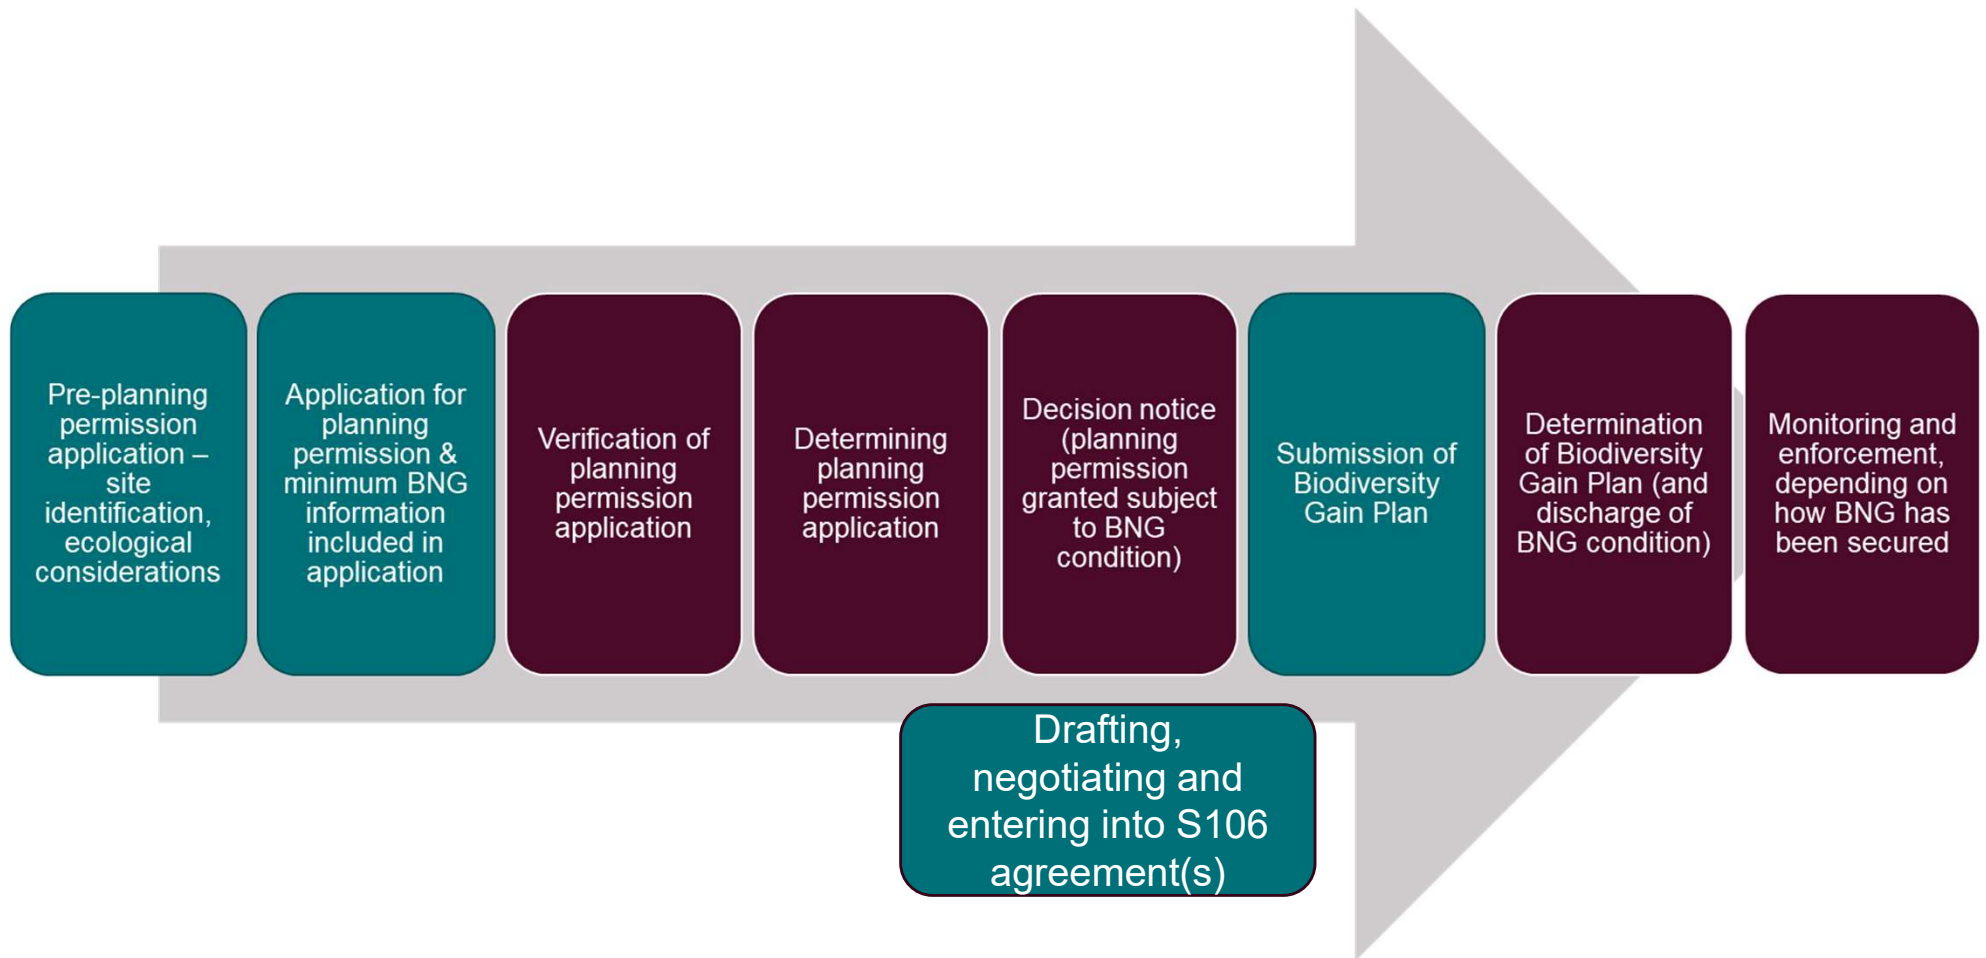 Pre-planning
permission
application –
site
identification,
ecological
considerations
Application for
planning
permission &
minimum BNG
information
included in
application
Verification of
planning
permission
application
Determining
planning
permission
application
Decision notice
(planning
permission
granted subject
to BNG
condition)
Submission of
Biodiversity
Gain Plan
Determination
of Biodiversity
Gain Plan (and
discharge of
BNG condition)
Monitoring and
enforcement,
depending on
how BNG has
been secured
Drafting,
negotiating and
entering into S106
agreement(s)